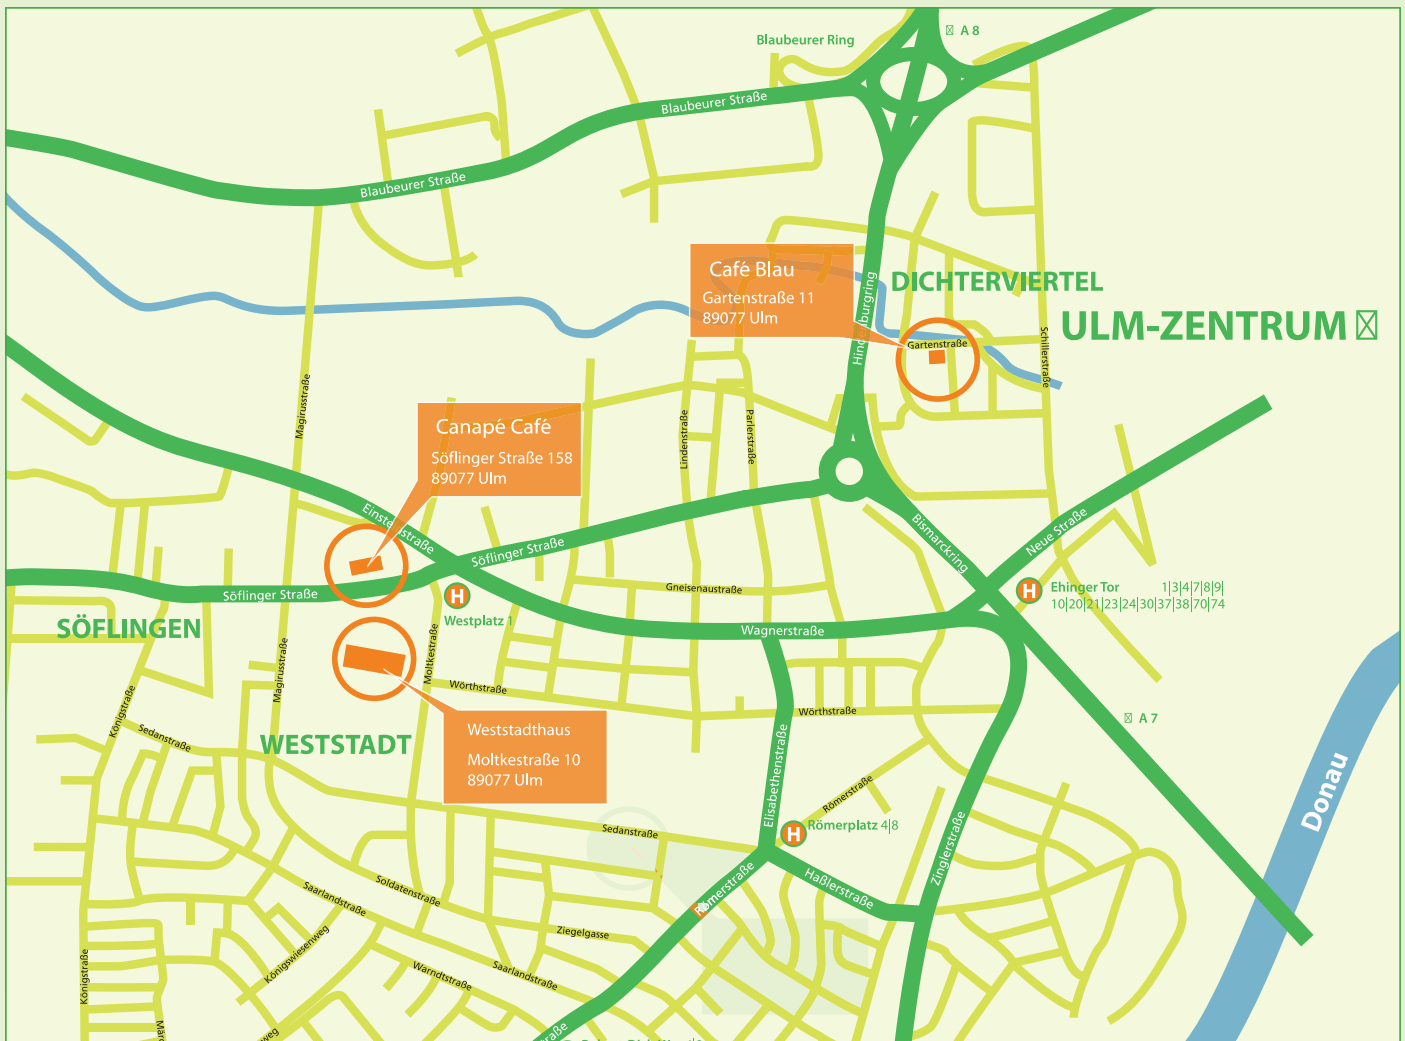 Blaubeurer Ring
A 8
Blaubeurer Straße
Blaubeurer Straße
Café Blau
Gartenstraße 11
89077 Ulm
DICHTERVIERTEL
ULM-ZENTRUM
Gartenstraße
Schillerstraße
Magirusstraße
Canapé Café
Söflinger Straße 158
89077 Ulm
Lindenstraße
Parlerstraße
Söflinger Straße
Bismarckring
Neue Straße
Gneisenaustraße
Ehinger Tor 1|3|4|7|8|9|
10|20|21|23|24|30|37|38|70|74
H
H
Söflinger Straße
Westplatz 1
SÖFLINGEN
Wagnerstraße
Magirusstraße
Moltkestraße
Wörthstraße
Wörthstraße
Königstraße
Sedanstraße
WESTSTADT
Weststadthaus
Moltkestraße 10
89077 Ulm
A 7
Donau
Elisabethenstraße
Römerstraße
H
Römerplatz 4|8
Sedanstraße
Zinglerstraße
Haßlerstraße
Römerstraße
Soldatenstraße
Saarlandstraße
Ziegelgasse
Königswiesenweg
Königstraße
Warndtstraße
Saarlandstraße